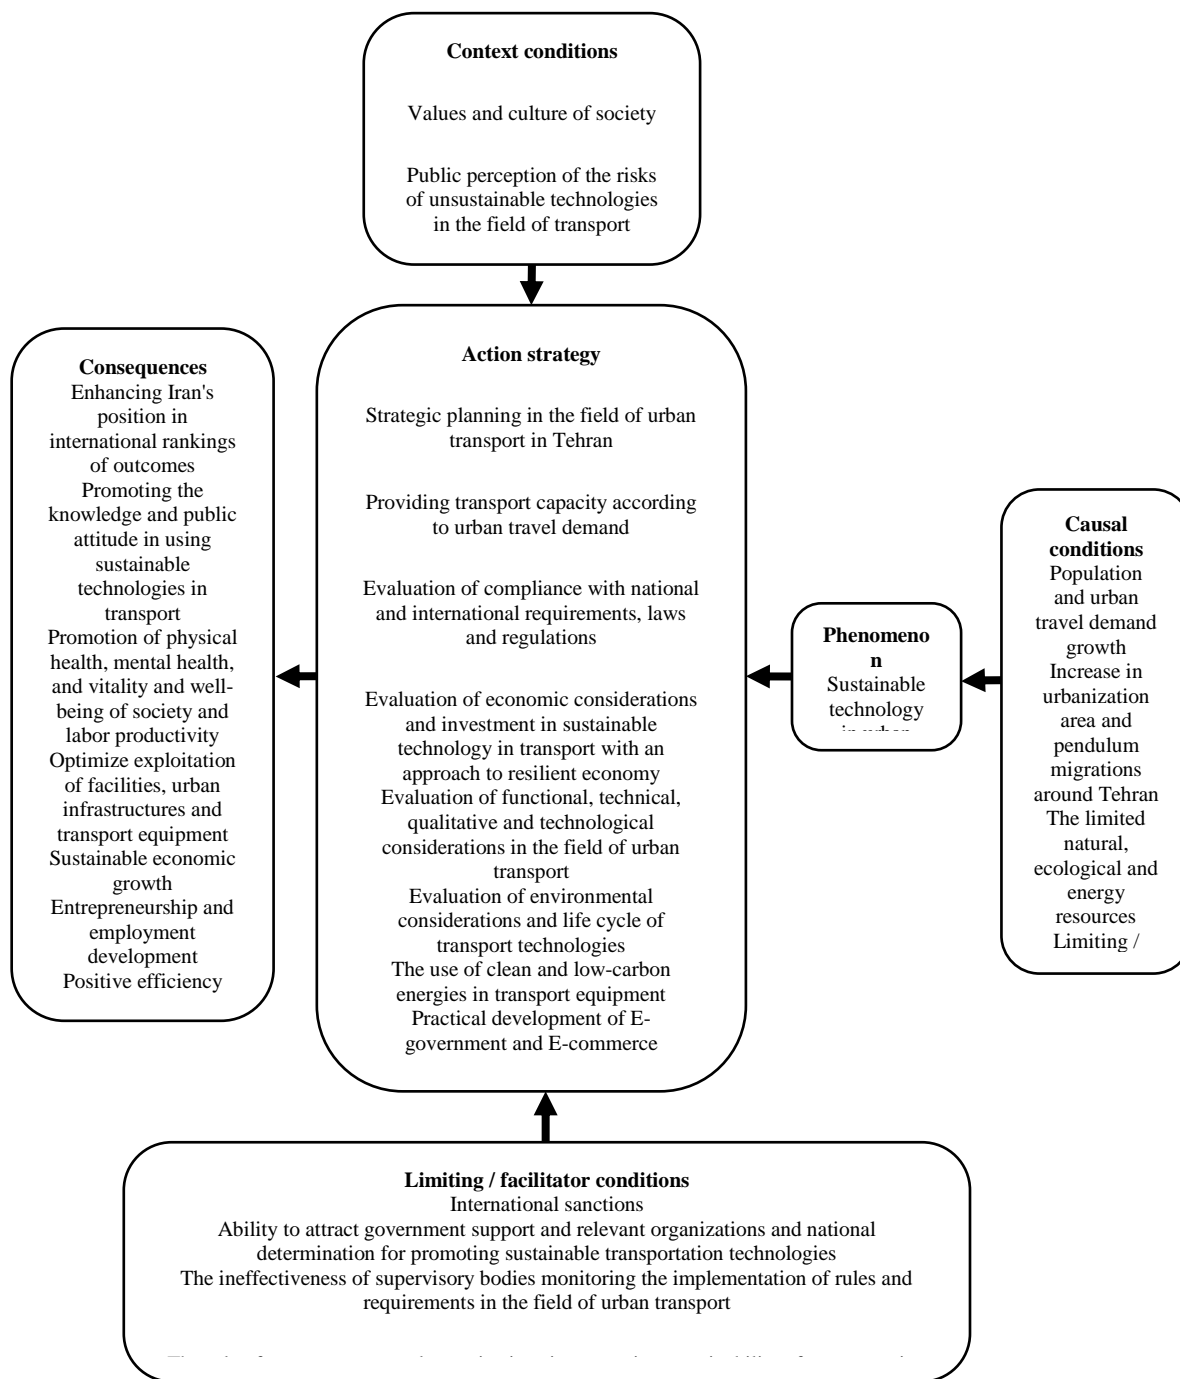 Context conditions
Values and culture of society
Public perception of the risks
of unsustainable technologies
in the field of transport
Action strategy
Strategic planning in the field of urban
transport in Tehran
Providing transport capacity according
to urban travel demand
Evaluation of compliance with national
and international requirements, laws
and regulations
Evaluation of economic considerations
and investment in sustainable
technology in transport with an
approach to resilient economy
Evaluation of functional, technical,
qualitative and technological
considerations in the field of urban
transport
Evaluation of environmental
considerations and life cycle of
transport technologies
The use of clean and low-carbon
energies in transport equipment
Practical development of E-
government and E-commerce
Consequences
Enhancing Iran's
position in
international rankings
of outcomes
Promoting the
knowledge and public
attitude in using
sustainable
technologies in
transport
Promotion of physical
health, mental health,
and vitality and well-
being of society and
labor productivity
Optimize exploitation
of facilities, urban
infrastructures and
transport equipment
Sustainable economic
growth
Entrepreneurship and
employment
development
Positive efficiency
Phenomeno
n
Sustainable
technology
in urban
Causal
conditions
Population
and urban
travel demand
growth
Increase in
urbanization
area and
pendulum
migrations
around Tehran
The limited
natural,
ecological and
energy
resources
Limiting /
Limiting / facilitator conditions
International sanctions
Ability to attract government support and relevant organizations and national
determination for promoting sustainable transportation technologies
The ineffectiveness of supervisory bodies monitoring the implementation of rules and
requirements in the field of urban transport